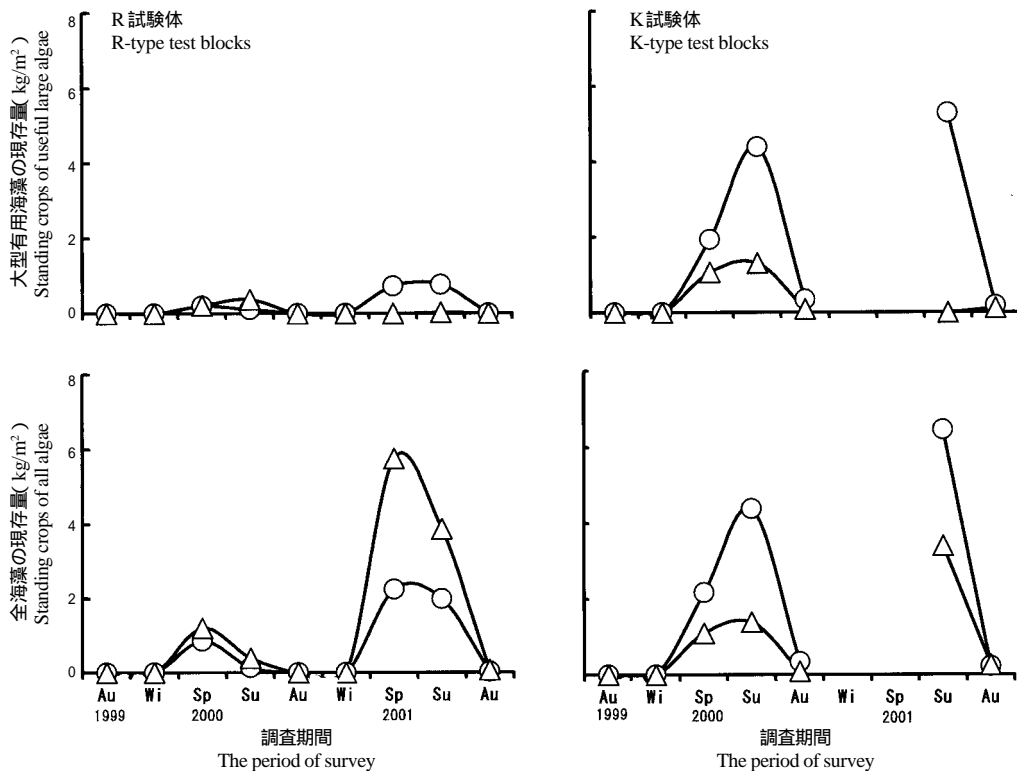 R試験体
R-type test blocks
大型有用海藻の現存量( kg/m²)
Standing crops of useful large algae
8
6
4
2
0
K試験体
K-type test blocks
全海藻の現存量( kg/m²)
Standing crops of all algae
8
6
4
2
0
Au Wi Sp Su Au Wi Sp Su Au
1999 2000 2001
調査期間
The period of survey
Au Wi Sp Su Au Wi Sp Su Au
1999 2000 2001
調査期間
The period of survey